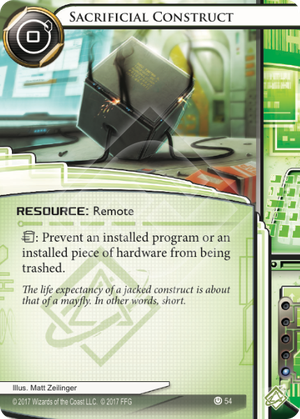 Sacrificial Construct
0
RESOURCE: Remote
: Prevent an installed program or an
installed piece of hardware from being
trashed.
The life expectancy of a jacked construct is about
that of a mayfly. In other words, short.
Illus. Matt Zeilinger
© 2017 Wizards of the Coast LLC. © 2017 FFG
54